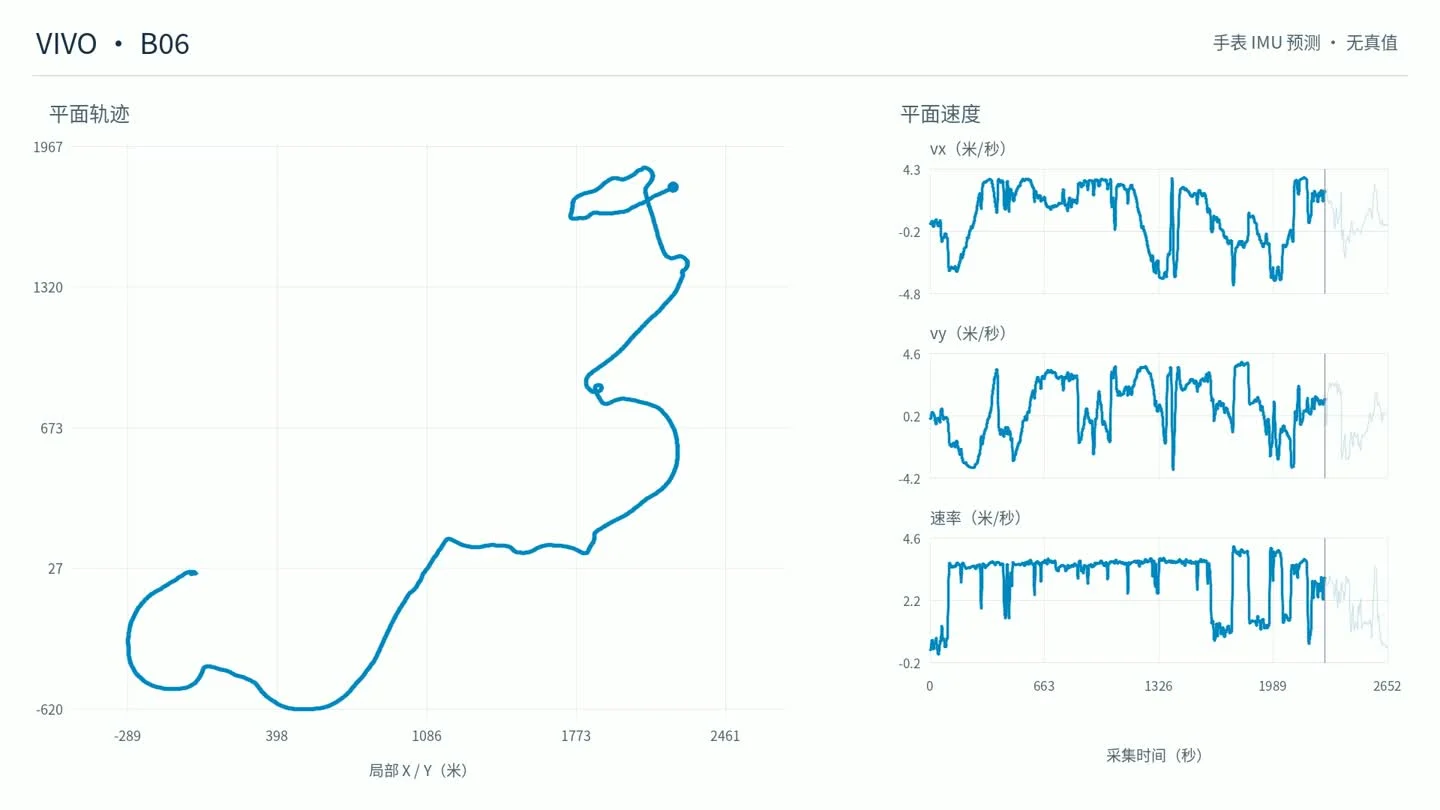 VIVO · B06
手表 IMU 预测 · 无真值
平面轨迹
1967
1320
673
27
-620
-289 398 1086 1773 2461
局部 X / Y（米）
平面速度
vx（米/秒）
4.3
-0.2
-4.8
vy（米/秒）
4.6
0.2
-4.2
速率（米/秒）
4.6
2.2
-0.2
0 663 1326 1989 2652
采集时间（秒）